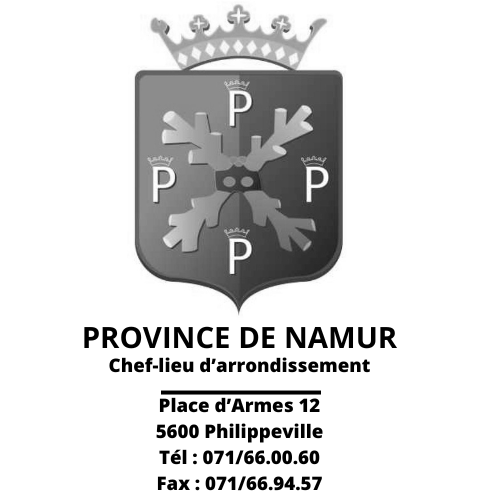 P
P P
P
PROVINCE DE NAMUR
Chef-lieu d’arrondissement
Place d’Armes 12
5600 Philippeville
Tél : 071/66.00.60
Fax : 071/66.94.57